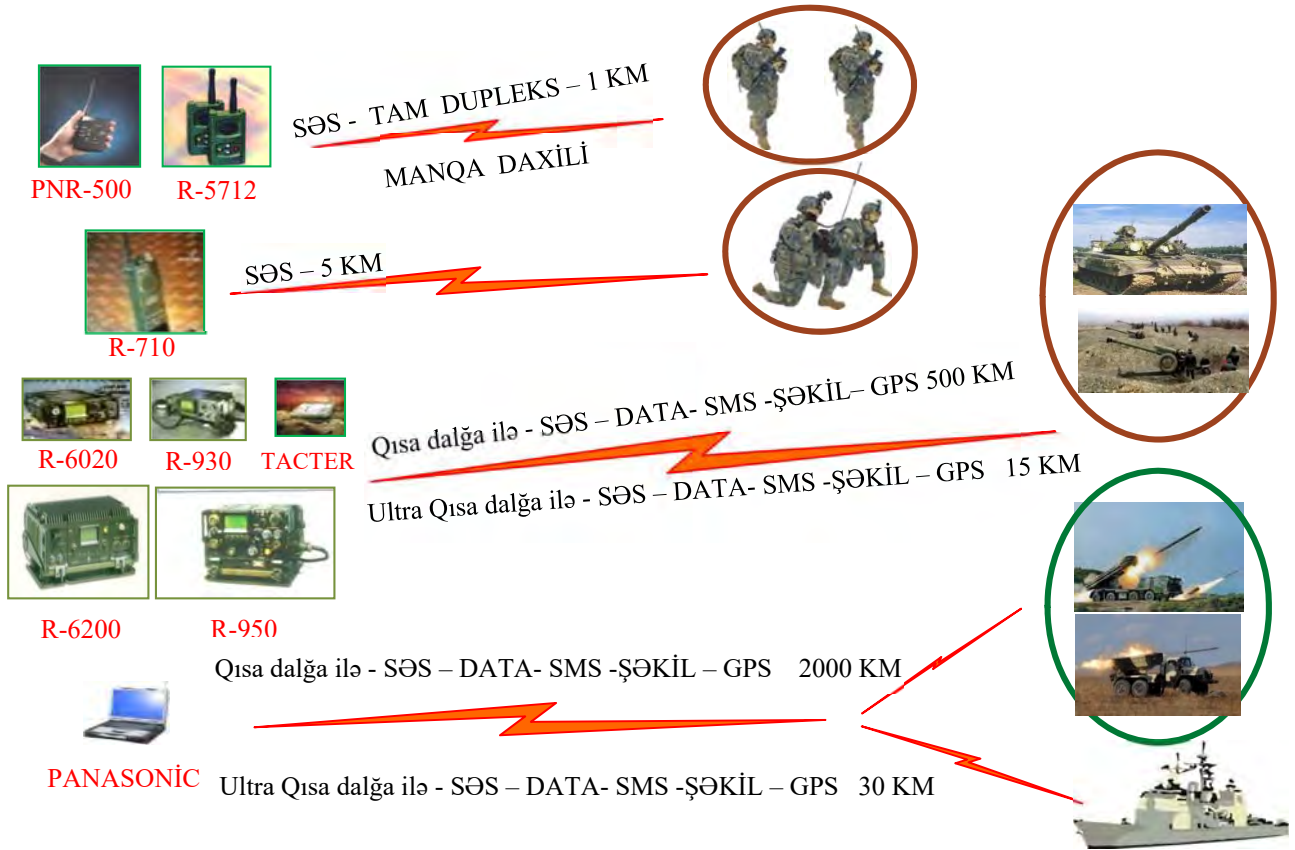 SƏS - TAM DUPLEKS – 1 KM
MANQA DAXİLİ
PNR-500
R-5712
SƏS – 5 KM
R-710
Qısa dalğa ilə - SƏS – DATA- SMS -ŞƏKİL– GPS 500 KM
R-6020
R-930
TACTER
Ultra Qısa dalğa ilə - SƏS – DATA- SMS -ŞƏKİL – GPS 15 KM
R-6200
R-950
Qısa dalğa ilə - SƏS – DATA- SMS -ŞƏKİL – GPS 2000 KM
PANASONİC
Ultra Qısa dalğa ilə - SƏS – DATA- SMS -ŞƏKİL – GPS 30 KM